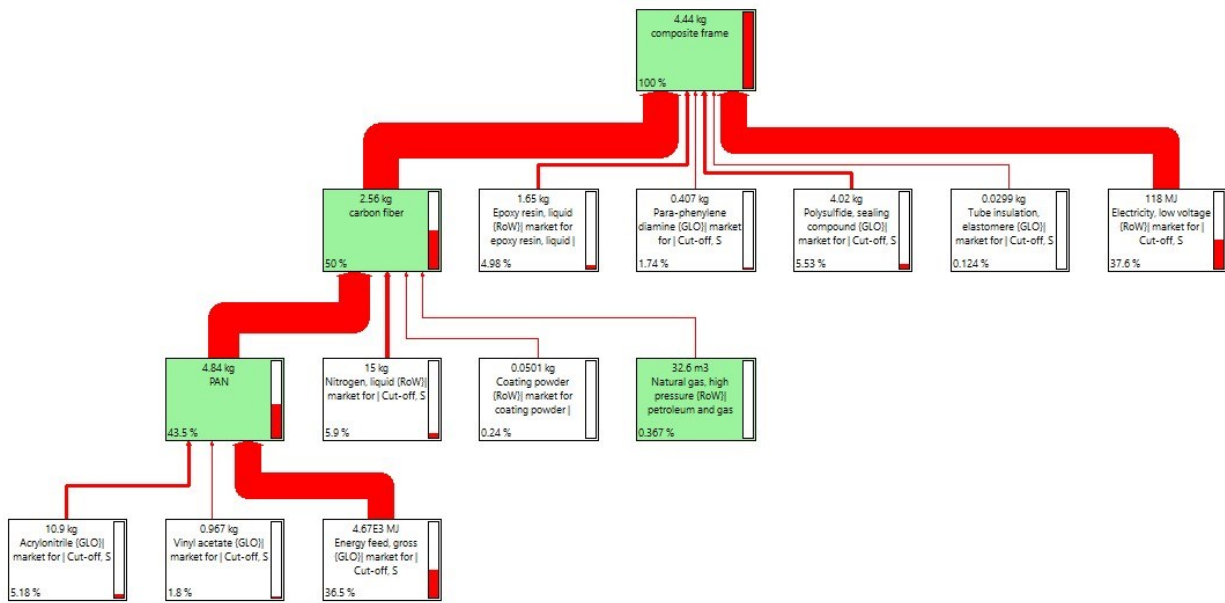 4.44 kg
composite frame
100 %
2.56 kg
carbon fiber
50 %
1.65 kg
Epoxy resin, liquid
{RoW}| market for
epoxy resin, liquid |
4.98 %
0.407 kg
Para-phenylene
diamine {GLO}| market
for | Cut-off, S
1.74 %
4.02 kg
Polysulfide, sealing
compound {GLO}|
market for | Cut-off, S
5.53 %
0.0299 kg
Tube insulation,
elastomere {GLO}|
market for | Cut-off, S
0.124 %
118 MJ
Electricity, low voltage
{RoW}| market for |
Cut-off, S
37.6 %
4.84 kg
PAN
43.5 %
15 kg
Nitrogen, liquid {RoW}|
market for | Cut-off, S
5.9 %
0.0501 kg
Coating powder
{RoW}| market for
coating powder |
0.24 %
32.6 m3
Natural gas, high
pressure {RoW}|
petroleum and gas
0.367 %
10.9 kg
Acrylonitrile {GLO}|
market for | Cut-off, S
5.18 %
0.967 kg
Vinyl acetate {GLO}|
market for | Cut-off, S
1.8 %
4.67E3 MJ
Energy feed, gross
{GLO}| market for |
Cut-off, S
36.5 %